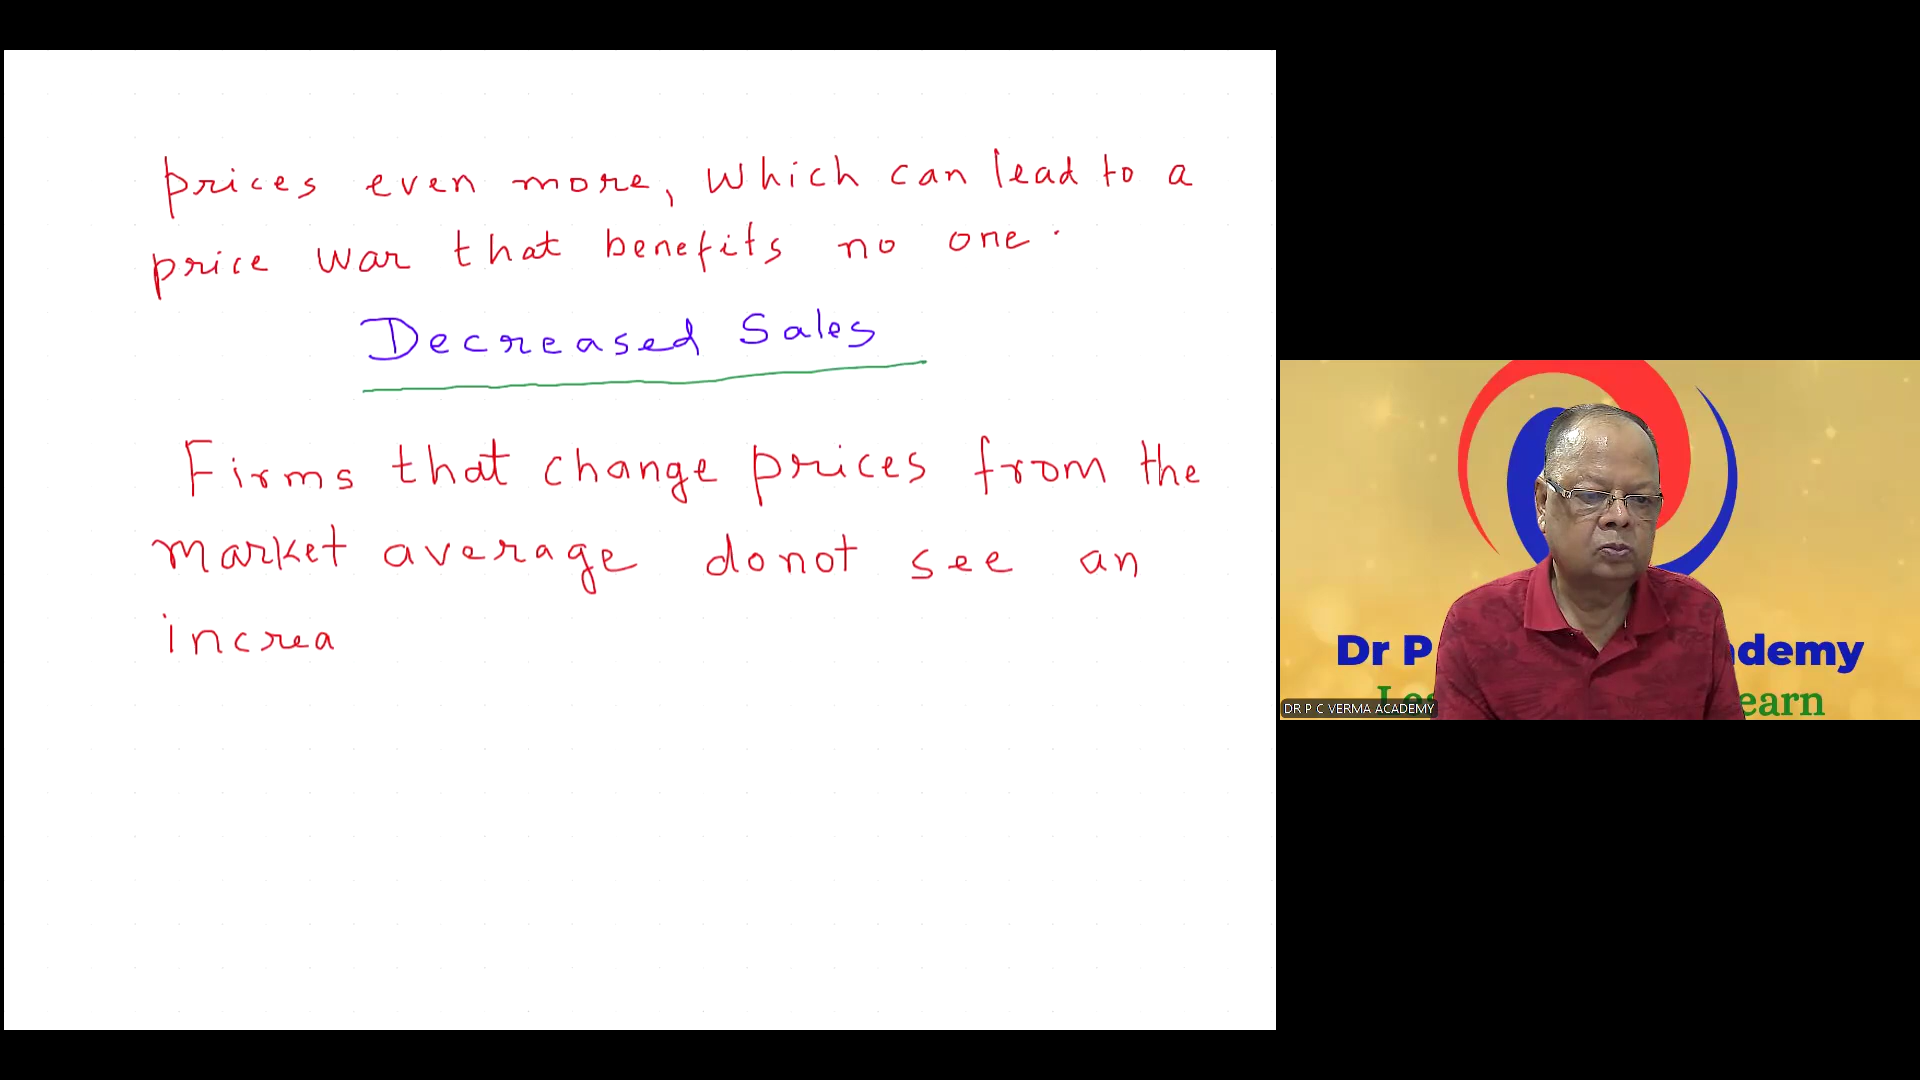 prices even more, which can lead to a
price war that benefits no one.
Decreased Sales
Firms that change prices from the
market average donot see an
increa
Dr P demy
earn
DR P C VERMA ACADEMY